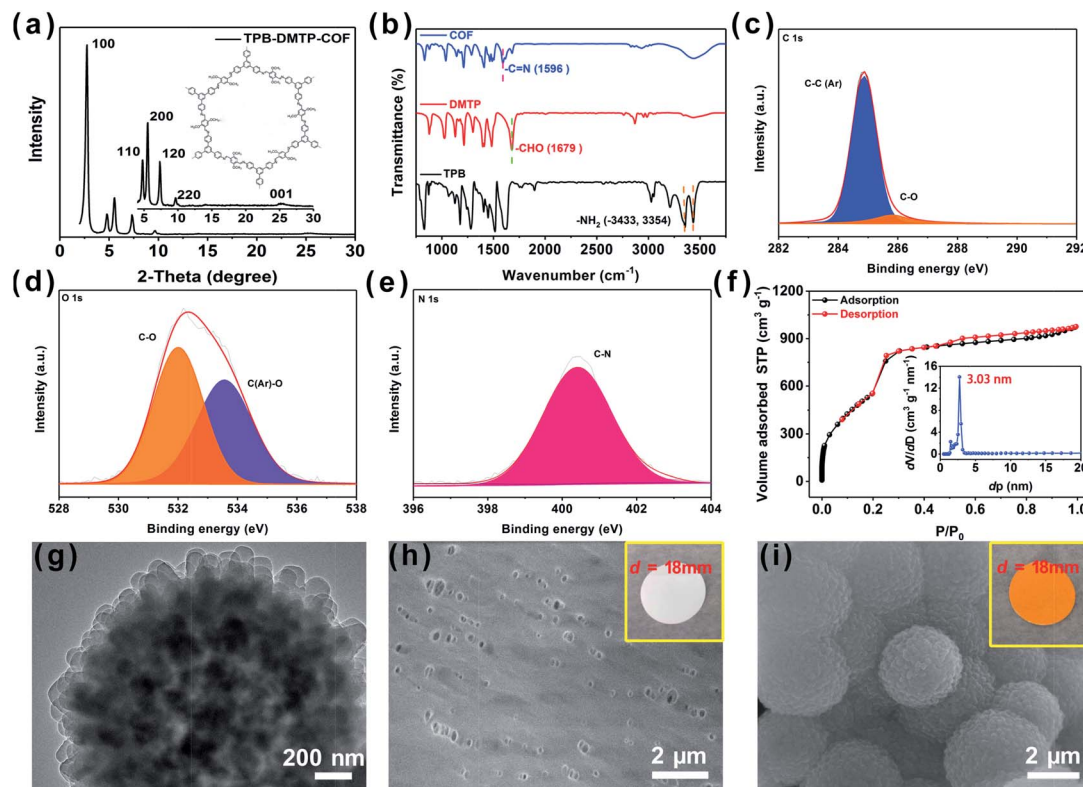 (a)
TPB-DMTP-COF
100
200
110
120
220
001
5 10 15 20 25 30
Intensity
0 5 10 15 20 25 30
2-Theta (degree)
(b)
COF
-C=N (1596 )
DMTP
-CHO (1679 )
TPB
-NH₂ (-3433, 3354)
Transmittance (%)
1000 1500 2000 2500 3000 3500
Wavenumber (cm⁻¹)
(c)
C 1s
C-C (Ar)
C-O
Intensity (a.u.)
282 284 286 288 290 292
Binding energy (eV)
(d)
O 1s
C-O
C(Ar)-O
Intensity (a.u.)
528 530 532 534 536 538
Binding energy (eV)
(e)
N 1s
C-N
Intensity (a.u.)
396 398 400 402 404
Binding energy (eV)
(f)
Adsorption
Desorption
Volume adsorbed STP (cm³ g⁻¹)
1200
900
600
300
0
0.0 0.2 0.4 0.6 0.8 1.0
P/P₀
3.03 nm
dV/dD (cm³ g⁻¹ nm⁻¹)
16
12
8
4
0
0 5 10 15 20
dp (nm)
(g)
200 nm
(h)
d = 18mm
2 µm
(i)
d = 18mm
2 µm